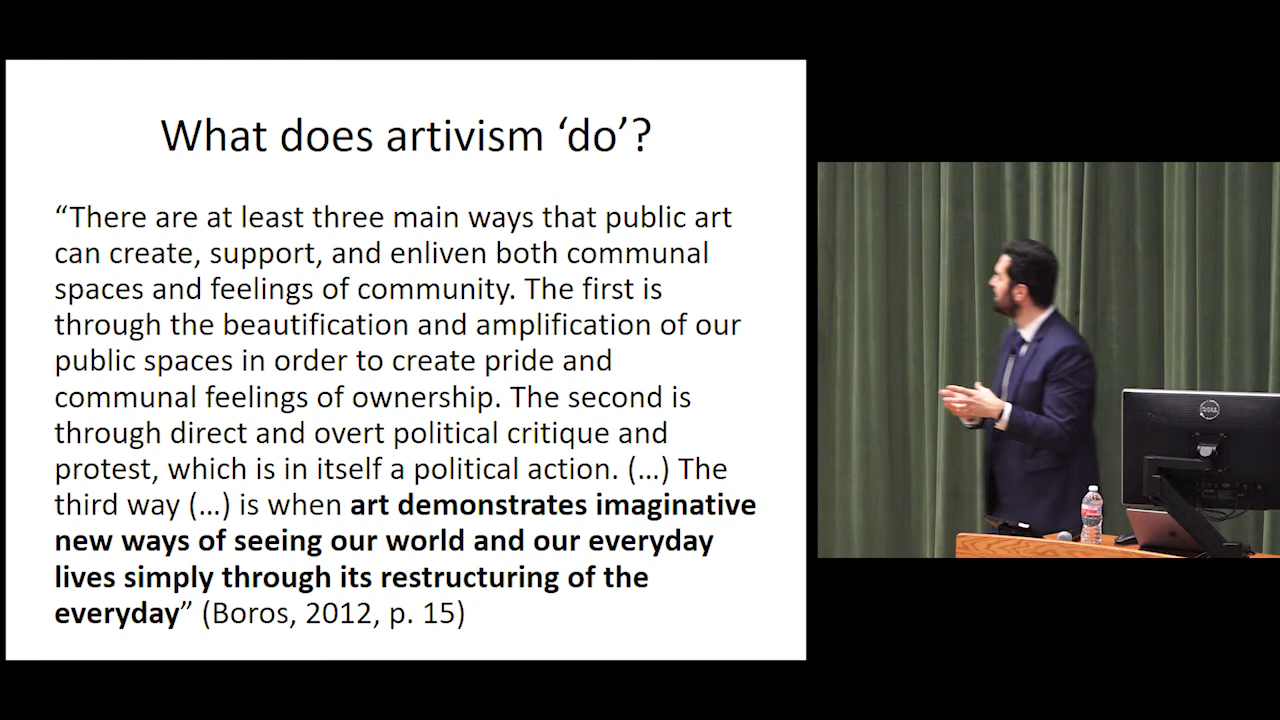 What does artivism ‘do’?
“There are at least three main ways that public art
can create, support, and enliven both communal
spaces and feelings of community. The first is
through the beautification and amplification of our
public spaces in order to create pride and
communal feelings of ownership. The second is
through direct and overt political critique and
protest, which is in itself a political action. (…) The
third way (…) is when art demonstrates imaginative
new ways of seeing our world and our everyday
lives simply through its restructuring of the
everyday” (Boros, 2012, p. 15)